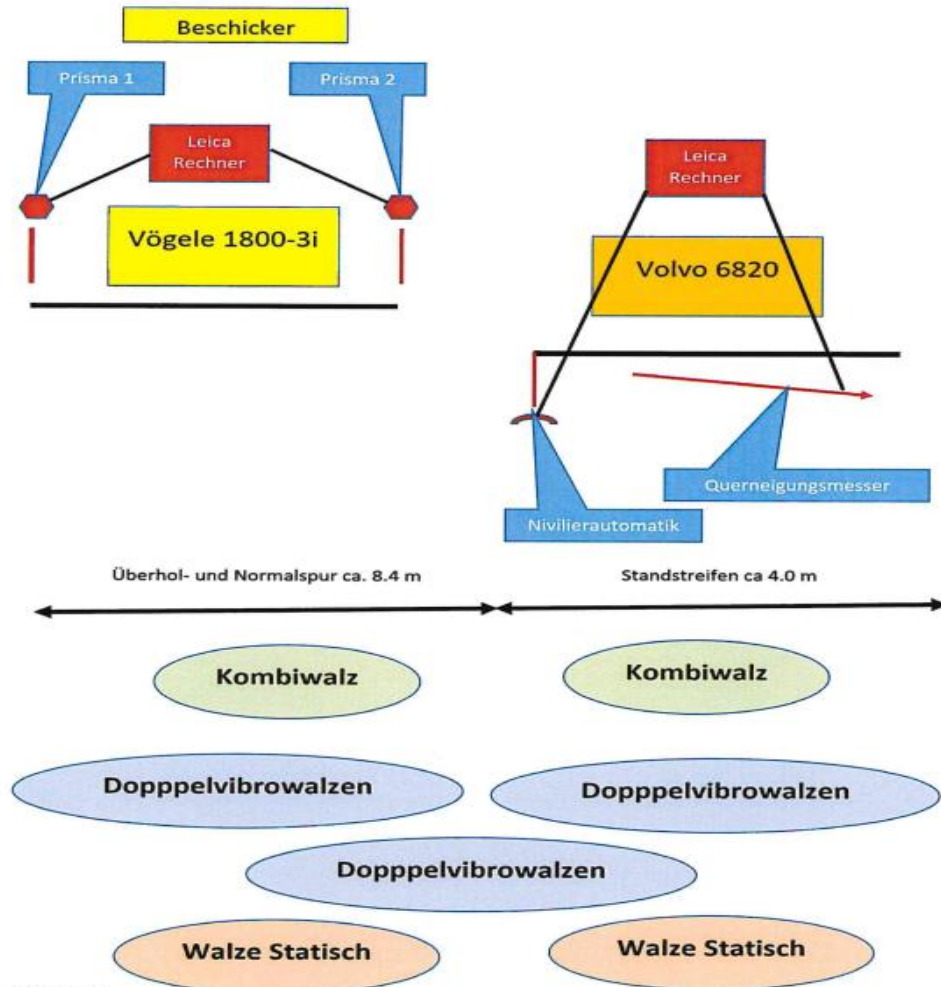 Beschicker
Prisma 1
Prisma 2
Leica
Rechner
Vögele 1800-3i
Leica
Rechner
Volvo 6820
Querneigungsmesser
Nivilierautomatik
Überhol- und Normalspur ca. 8.4 m
Standstreifen ca 4.0 m
Kombiwalz
Kombiwalz
Dopppelvibrowalzen
Dopppelvibrowalzen
Dopppelvibrowalzen
Walze Statisch
Walze Statisch